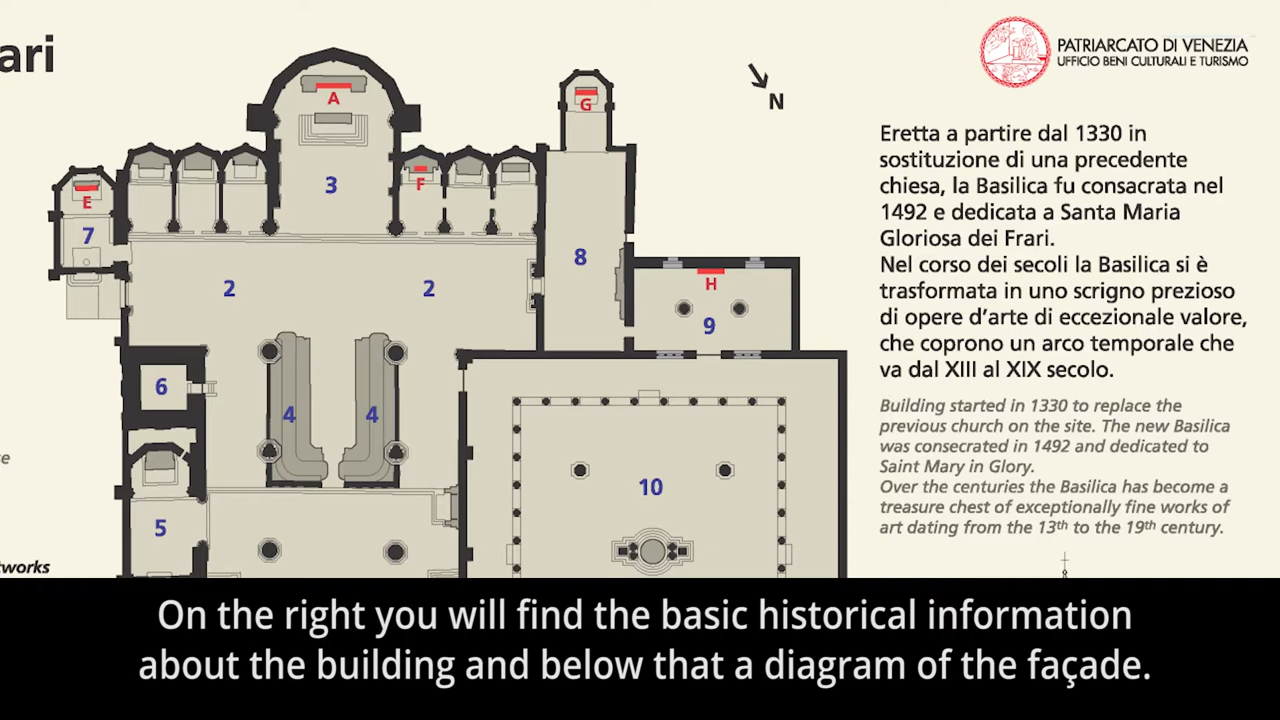 ari
PATRIARCATO DI VENEZIA
UFFICIO BENI CULTURALI E TURISMO
N
A
G
E
F
3
7
8
2
2
H
9
6
4
4
10
5
Eretta a partire dal 1330 in
sostituzione di una precedente
chiesa, la Basilica fu consacrata nel
1492 e dedicata a Santa Maria
Gloriosa dei Frari.
Nel corso dei secoli la Basilica si è
trasformata in uno scrigno prezioso
di opere d’arte di eccezionale valore,
che coprono un arco temporale che
va dal XIII al XIX secolo.
Building started in 1330 to replace the
previous church on the site. The new Basilica
was consecrated in 1492 and dedicated to
Saint Mary in Glory.
Over the centuries the Basilica has become a
treasure chest of exceptionally fine works of
art dating from the 13th to the 19th century.
tworks
On the right you will find the basic historical information
about the building and below that a diagram of the façade.